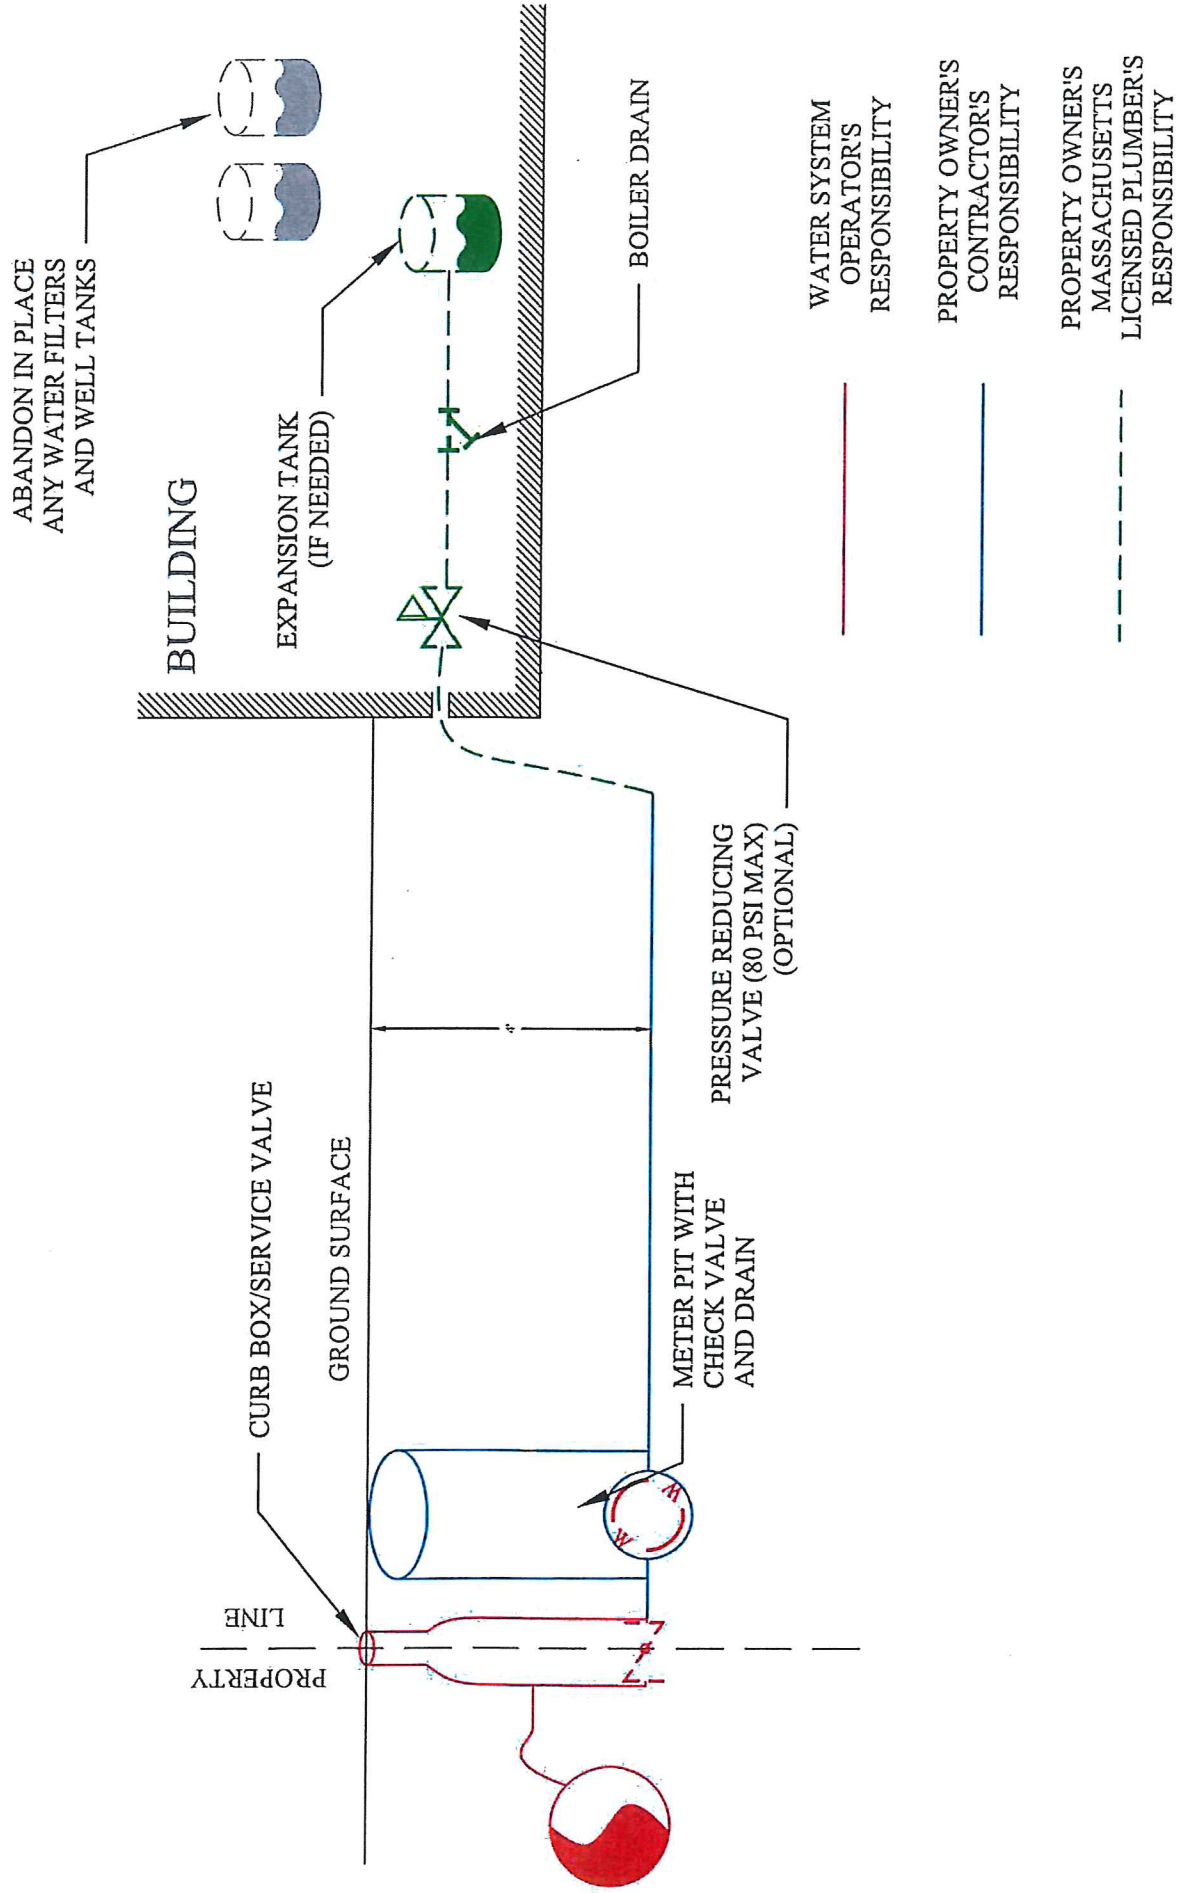 ABANDON IN PLACE
ANY WATER FILTERS
AND WELL TANKS
BUILDING
EXPANSION TANK
(IF NEEDED)
BOILER DRAIN
CURB BOX/SERVICE VALVE
GROUND SURFACE
PROPERTY
LINE
4'
PRESSURE REDUCING
VALVE (80 PSI MAX)
(OPTIONAL)
METER PIT WITH
CHECK VALVE
AND DRAIN
M
W
WATER SYSTEM
OPERATOR'S
RESPONSIBILITY
PROPERTY OWNER'S
CONTRACTOR'S
RESPONSIBILITY
PROPERTY OWNER'S
MASSACHUSETTS
LICENSED PLUMBER'S
RESPONSIBILITY